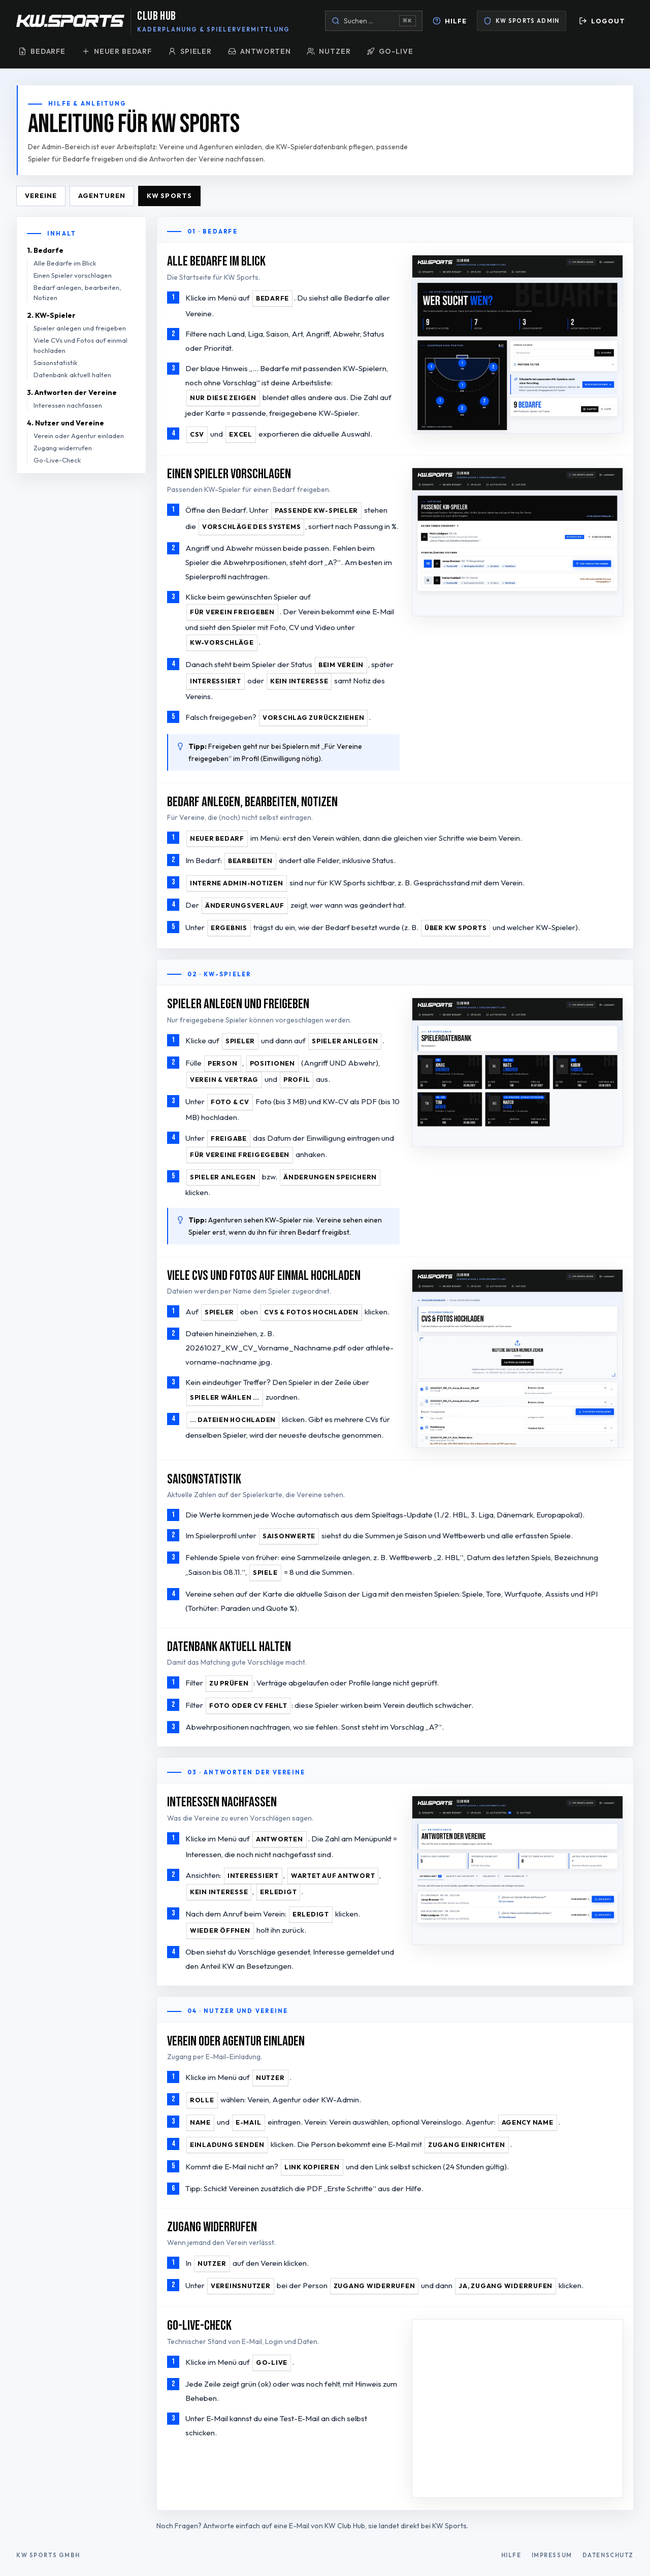 KW.SPORTS
CLUB HUB
KADERPLANUNG & SPIELERVERMITTLUNG
Suchen ...
⌘K
HILFE
KW SPORTS ADMIN
LOGOUT
BEDARFE
NEUER BEDARF
SPIELER
ANTWORTEN
NUTZER
GO-LIVE
HILFE & ANLEITUNG
ANLEITUNG FÜR KW SPORTS
Der Admin-Bereich ist euer Arbeitsplatz: Vereine und Agenturen einladen, die KW-Spielerdatenbank pflegen, passende
Spieler für Bedarfe freigeben und die Antworten der Vereine nachfassen.
VEREINE
AGENTUREN
KW SPORTS
INHALT
1. Bedarfe
Alle Bedarfe im Blick
Einen Spieler vorschlagen
Bedarf anlegen, bearbeiten,
Notizen
2. KW-Spieler
Spieler anlegen und freigeben
Viele CVs und Fotos auf einmal
hochladen
Saisonstatistik
Datenbank aktuell halten
3. Antworten der Vereine
Interessen nachfassen
4. Nutzer und Vereine
Verein oder Agentur einladen
Zugang widerrufen
Go-Live-Check
01 · BEDARFE
ALLE BEDARFE IM BLICK
Die Startseite für KW Sports.
1 Klicke im Menü auf BEDARFE . Du siehst alle Bedarfe aller
Vereine.
2 Filtere nach Land, Liga, Saison, Art, Angriff, Abwehr, Status
oder Priorität.
3 Der blaue Hinweis „... Bedarfe mit passenden KW-Spielern,
noch ohne Vorschlag“ ist deine Arbeitsliste:
NUR DIESE ZEIGEN blendet alles andere aus. Die Zahl auf
jeder Karte = passende, freigegebene KW-Spieler.
4 CSV und EXCEL exportieren die aktuelle Auswahl.
WER SUCHT WEN?
EINEN SPIELER VORSCHLAGEN
Passenden KW-Spieler für einen Bedarf freigeben.
1 Öffne den Bedarf. Unter PASSENDE KW-SPIELER stehen
die VORSCHLÄGE DES SYSTEMS , sortiert nach Passung in %.
2 Angriff und Abwehr müssen beide passen. Fehlen beim
Spieler die Abwehrpositionen, steht dort „A?“. Am besten im
Spielerprofil nachtragen.
3 Klicke beim gewünschten Spieler auf
FÜR VEREIN FREIGEBEN . Der Verein bekommt eine E-Mail
und sieht den Spieler mit Foto, CV und Video unter
KW-VORSCHLÄGE .
4 Danach steht beim Spieler der Status BEIM VEREIN , später
INTERESSIERT oder KEIN INTERESSE samt Notiz des
Vereins.
5 Falsch freigegeben? VORSCHLAG ZURÜCKZIEHEN .
Tipp: Freigeben geht nur bei Spielern mit „Für Vereine
freigegeben“ im Profil (Einwilligung nötig).
PASSENDE KW-SPIELER
BEDARF ANLEGEN, BEARBEITEN, NOTIZEN
Für Vereine, die (noch) nicht selbst eintragen.
1 NEUER BEDARF im Menü: erst den Verein wählen, dann die gleichen vier Schritte wie beim Verein.
2 Im Bedarf: BEARBEITEN ändert alle Felder, inklusive Status.
3 INTERNE ADMIN-NOTIZEN sind nur für KW Sports sichtbar, z. B. Gesprächsstand mit dem Verein.
4 Der ÄNDERUNGSVERLAUF zeigt, wer wann was geändert hat.
5 Unter ERGEBNIS trägst du ein, wie der Bedarf besetzt wurde (z. B. ÜBER KW SPORTS und welcher KW-Spieler).
02 · KW-SPIELER
SPIELER ANLEGEN UND FREIGEBEN
Nur freigegebene Spieler können vorgeschlagen werden.
1 Klicke auf SPIELER und dann auf SPIELER ANLEGEN .
2 Fülle PERSON , POSITIONEN (Angriff UND Abwehr),
VEREIN & VERTRAG und PROFIL aus.
3 Unter FOTO & CV Foto (bis 3 MB) und KW-CV als PDF (bis 10
MB) hochladen.
4 Unter FREIGABE das Datum der Einwilligung eintragen und
FÜR VEREINE FREIGEGEBEN anhaken.
5 SPIELER ANLEGEN bzw. ÄNDERUNGEN SPEICHERN
klicken.
Tipp: Agenturen sehen KW-Spieler nie. Vereine sehen einen
Spieler erst, wenn du ihn für ihren Bedarf freigibst.
SPIELERDATENBANK
VIELE CVS UND FOTOS AUF EINMAL HOCHLADEN
Dateien werden per Name dem Spieler zugeordnet.
1 Auf SPIELER oben CVS & FOTOS HOCHLADEN klicken.
2 Dateien hineinziehen, z. B.
20261027_KW_CV_Vorname_Nachname.pdf oder athlete-
vorname-nachname.jpg.
3 Kein eindeutiger Treffer? Den Spieler in der Zeile über
SPIELER WÄHLEN ... zuordnen.
4 ... DATEIEN HOCHLADEN klicken. Gibt es mehrere CVs für
denselben Spieler, wird der neueste deutsche genommen.
CVS & FOTOS HOCHLADEN
SAISONSTATISTIK
Aktuelle Zahlen auf der Spielerkarte, die Vereine sehen.
1 Die Werte kommen jede Woche automatisch aus dem Spieltags-Update (1./2. HBL, 3. Liga, Dänemark, Europapokal).
2 Im Spielerprofil unter SAISONWERTE siehst du die Summen je Saison und Wettbewerb und alle erfassten Spiele.
3 Fehlende Spiele von früher: eine Sammelzeile anlegen, z. B. Wettbewerb „2. HBL“, Datum des letzten Spiels, Bezeichnung
„Saison bis 08.11.“, SPIELE = 8 und die Summen.
4 Vereine sehen auf der Karte die aktuelle Saison der Liga mit den meisten Spielen: Spiele, Tore, Wurfquote, Assists und HPI
(Torhüter: Paraden und Quote %).
DATENBANK AKTUELL HALTEN
Damit das Matching gute Vorschläge macht.
1 Filter ZU PRÜFEN : Verträge abgelaufen oder Profile lange nicht geprüft.
2 Filter FOTO ODER CV FEHLT : diese Spieler wirken beim Verein deutlich schwächer.
3 Abwehrpositionen nachtragen, wo sie fehlen. Sonst steht im Vorschlag „A?“.
03 · ANTWORTEN DER VEREINE
INTERESSEN NACHFASSEN
Was die Vereine zu euren Vorschlägen sagen.
1 Klicke im Menü auf ANTWORTEN . Die Zahl am Menüpunkt =
Interessen, die noch nicht nachgefasst sind.
2 Ansichten: INTERESSIERT , WARTET AUF ANTWORT ,
KEIN INTERESSE , ERLEDIGT .
3 Nach dem Anruf beim Verein: ERLEDIGT klicken.
WIEDER ÖFFNEN holt ihn zurück.
4 Oben siehst du Vorschläge gesendet, Interesse gemeldet und
den Anteil KW an Besetzungen.
ANTWORTEN DER VEREINE
04 · NUTZER UND VEREINE
VEREIN ODER AGENTUR EINLADEN
Zugang per E-Mail-Einladung.
1 Klicke im Menü auf NUTZER .
2 ROLLE wählen: Verein, Agentur oder KW-Admin.
3 NAME und E-MAIL eintragen. Verein: Verein auswählen, optional Vereinslogo. Agentur: AGENCY NAME .
4 EINLADUNG SENDEN klicken. Die Person bekommt eine E-Mail mit ZUGANG EINRICHTEN .
5 Kommt die E-Mail nicht an? LINK KOPIEREN und den Link selbst schicken (24 Stunden gültig).
6 Tipp: Schickt Vereinen zusätzlich die PDF „Erste Schritte“ aus der Hilfe.
ZUGANG WIDERRUFEN
Wenn jemand den Verein verlässt.
1 In NUTZER auf den Verein klicken.
2 Unter VEREINSNUTZER bei der Person ZUGANG WIDERRUFEN und dann JA, ZUGANG WIDERRUFEN klicken.
GO-LIVE-CHECK
Technischer Stand von E-Mail, Login und Daten.
1 Klicke im Menü auf GO-LIVE .
2 Jede Zeile zeigt grün (ok) oder was noch fehlt, mit Hinweis zum
Beheben.
3 Unter E-Mail kannst du eine Test-E-Mail an dich selbst
schicken.
Noch Fragen? Antworte einfach auf eine E-Mail von KW Club Hub, sie landet direkt bei KW Sports.
KW SPORTS GMBH
HILFE
IMPRESSUM
DATENSCHUTZ